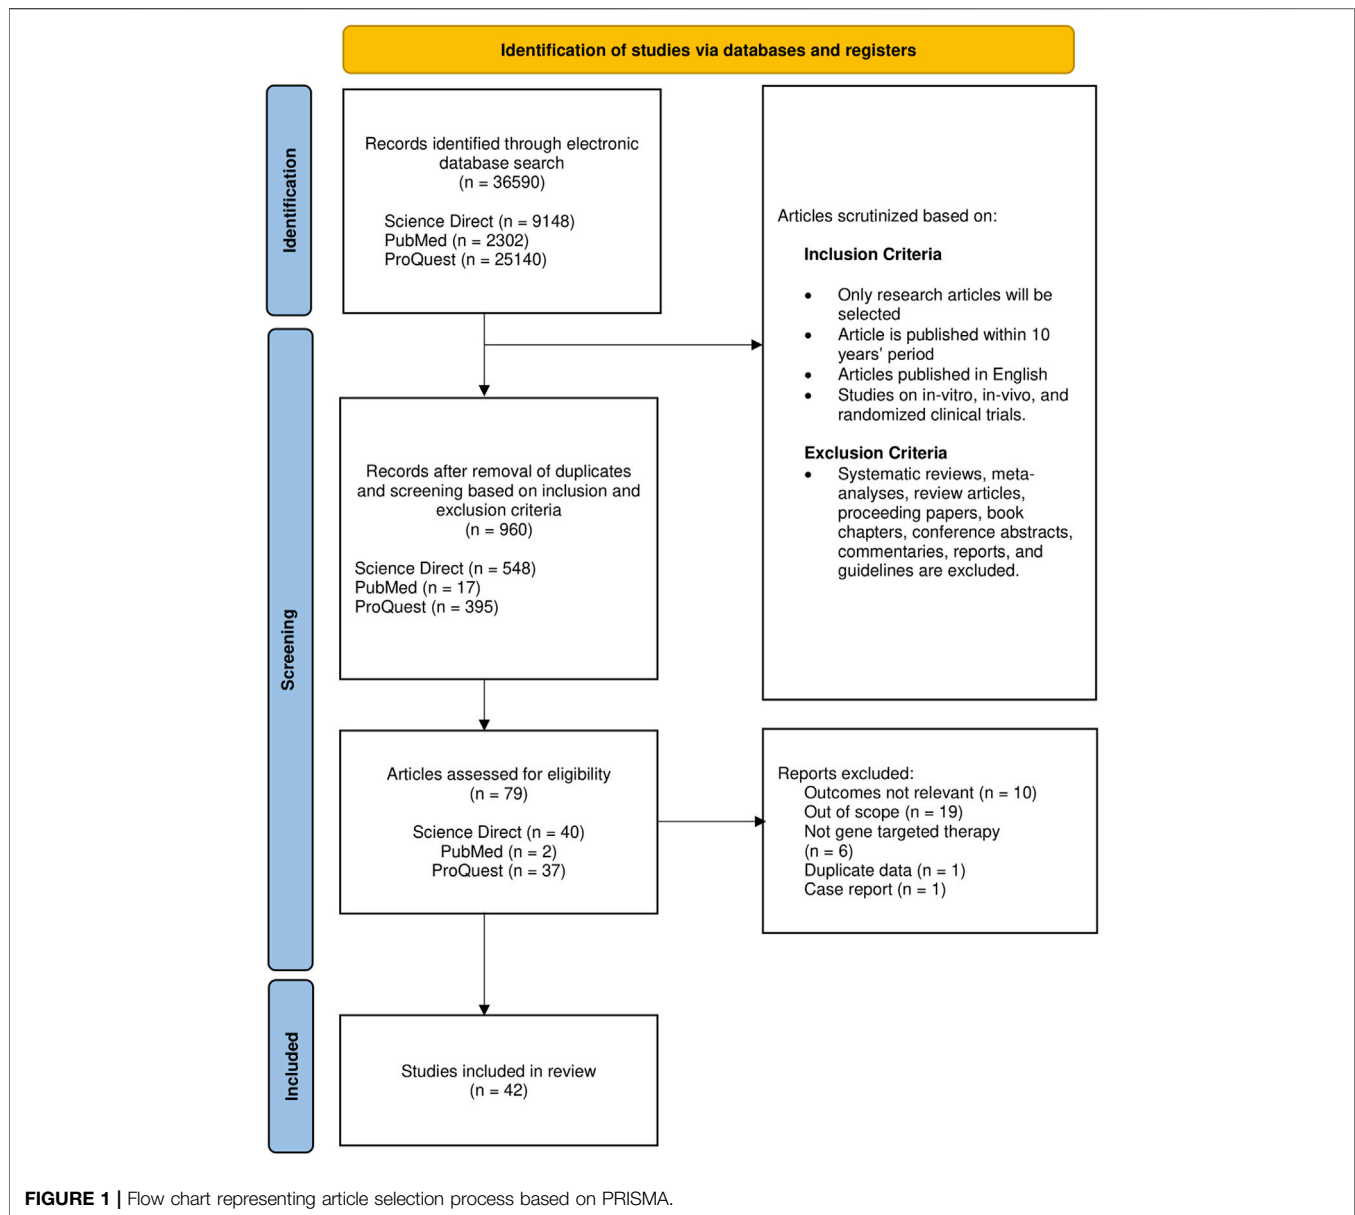 Identification of studies via databases and registers
Identification
Records identified through electronic
database search
(n = 36590)
Science Direct (n = 9148)
PubMed (n = 2302)
ProQuest (n = 25140)
Articles scrutinized based on:
Inclusion Criteria
• Only research articles will be
selected
• Article is published within 10
years’ period
• Articles published in English
• Studies on in-vitro, in-vivo, and
randomized clinical trials.
Exclusion Criteria
• Systematic reviews, meta-
analyses, review articles,
proceeding papers, book
chapters, conference abstracts,
commentaries, reports, and
guidelines are excluded.
Screening
Records after removal of duplicates
and screening based on inclusion and
exclusion criteria
(n = 960)
Science Direct (n = 548)
PubMed (n = 17)
ProQuest (n = 395)
Articles assessed for eligibility
(n = 79)
Science Direct (n = 40)
PubMed (n = 2)
ProQuest (n = 37)
Reports excluded:
Outcomes not relevant (n = 10)
Out of scope (n = 19)
Not gene targeted therapy
(n = 6)
Duplicate data (n = 1)
Case report (n = 1)
Included
Studies included in review
(n = 42)
FIGURE 1 | Flow chart representing article selection process based on PRISMA.